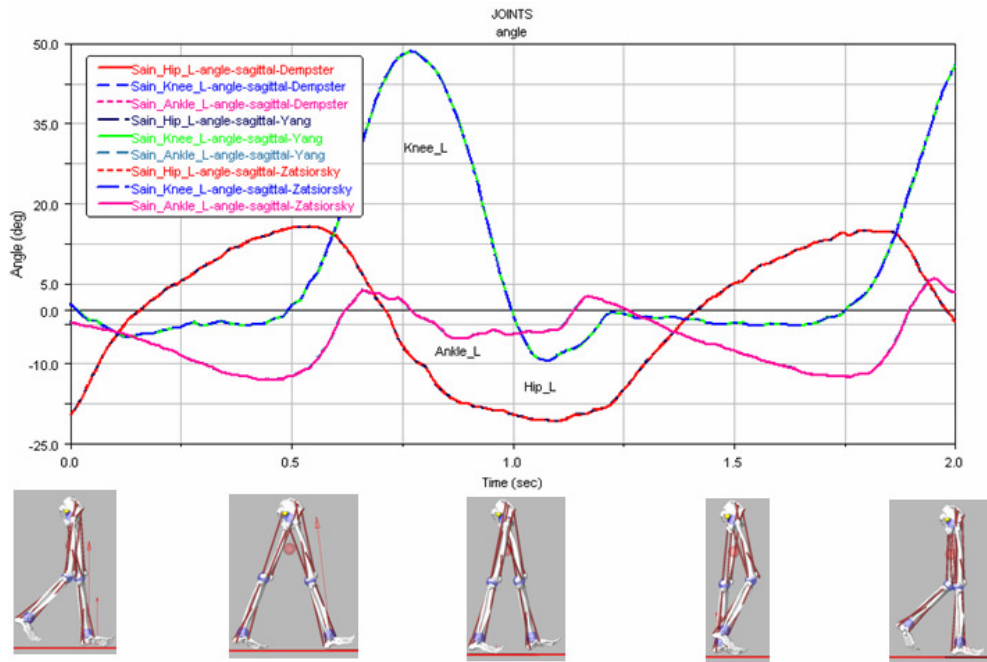 JOINTS
angle
50.0
35.0
20.0
5.0
0.0
-10.0
-25.0
Angle (deg)
Sain_Hip_L-angle-sagittal-Dempster
Sain_Knee_L-angle-sagittal-Dempster
Sain_Ankle_L-angle-sagittal-Dempster
Sain_Hip_L-angle-sagittal-Yang
Sain_Knee_L-angle-sagittal-Yang
Sain_Ankle_L-angle-sagittal-Yang
Sain_Hip_L-angle-sagittal-Zatsiorsky
Sain_Knee_L-angle-sagittal-Zatsiorsky
Sain_Ankle_L-angle-sagittal-Zatsiorsky
Knee_L
Ankle_L
Hip_L
0.0 0.5 1.0 1.5 2.0
Time (sec)